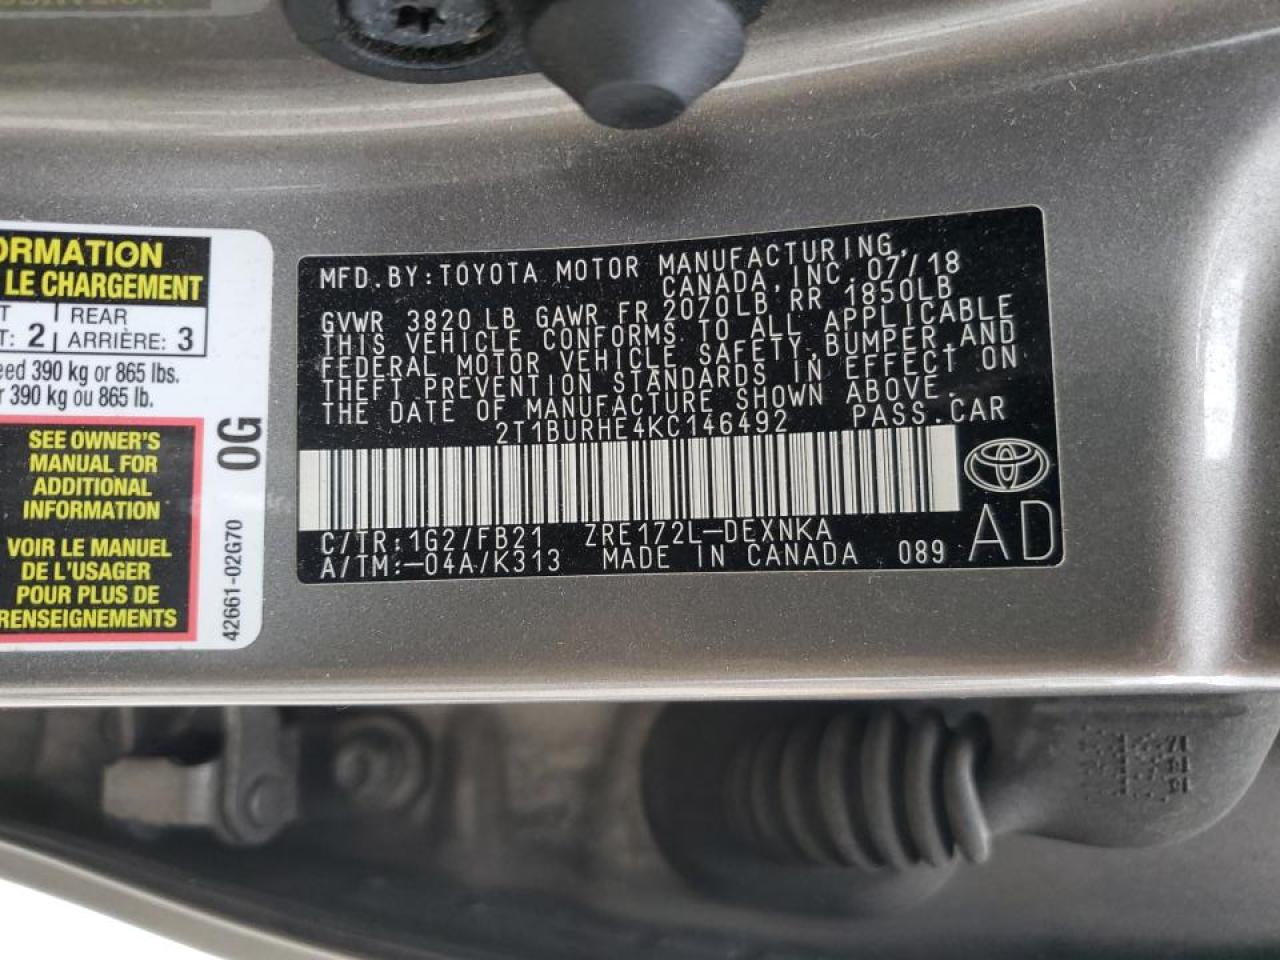 ORMATION
LE CHARGEMENT
T REAR
T: 2 ARRIÈRE: 3
eed 390 kg or 865 lbs.
r 390 kg ou 865 lb.
SEE OWNER'S
MANUAL FOR
ADDITIONAL
INFORMATION
VOIR LE MANUEL
DE L'USAGER
POUR PLUS DE
RENSEIGNEMENTS
0G
42661-02G70
MFD.BY:TOYOTA MOTOR MANUFACTURING,
CANADA, INC. 07/18
GVWR 3820 LB GAWR FR 2070LB RR 1850LB
THIS VEHICLE CONFORMS TO ALL APPLICABLE
FEDERAL MOTOR VEHICLE SAFETY,BUMPER,AND
THEFT PREVENTION STANDARDS IN EFFECT ON
THE DATE OF MANUFACTURE SHOWN ABOVE.
2T1BURHE4KC146492 PASS.CAR
C/TR:1G2/FB21 ZRE172L-DEXNKA
A/TM:-04A/K313 MADE IN CANADA 089
AD